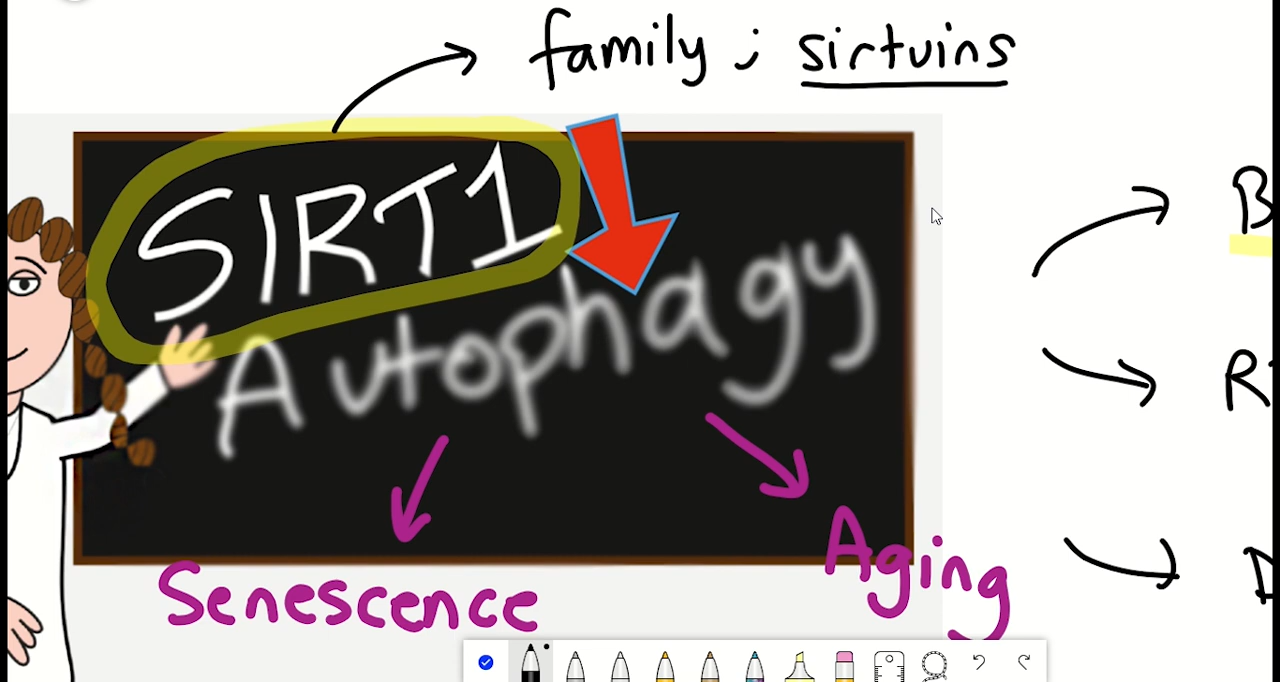 family ; sirtuins
SIRT1
Autophagy
Senescence
Aging
B
R